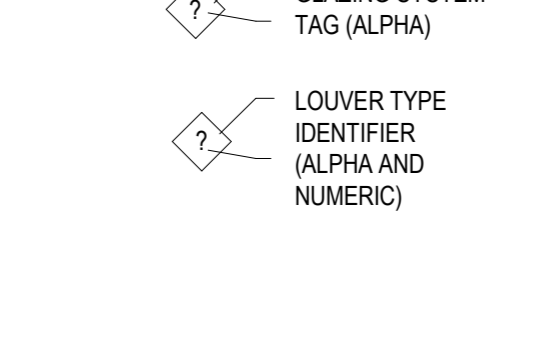 ?
TAG (ALPHA)
LOUVER TYPE
? IDENTIFIER
(ALPHA AND
NUMERIC)